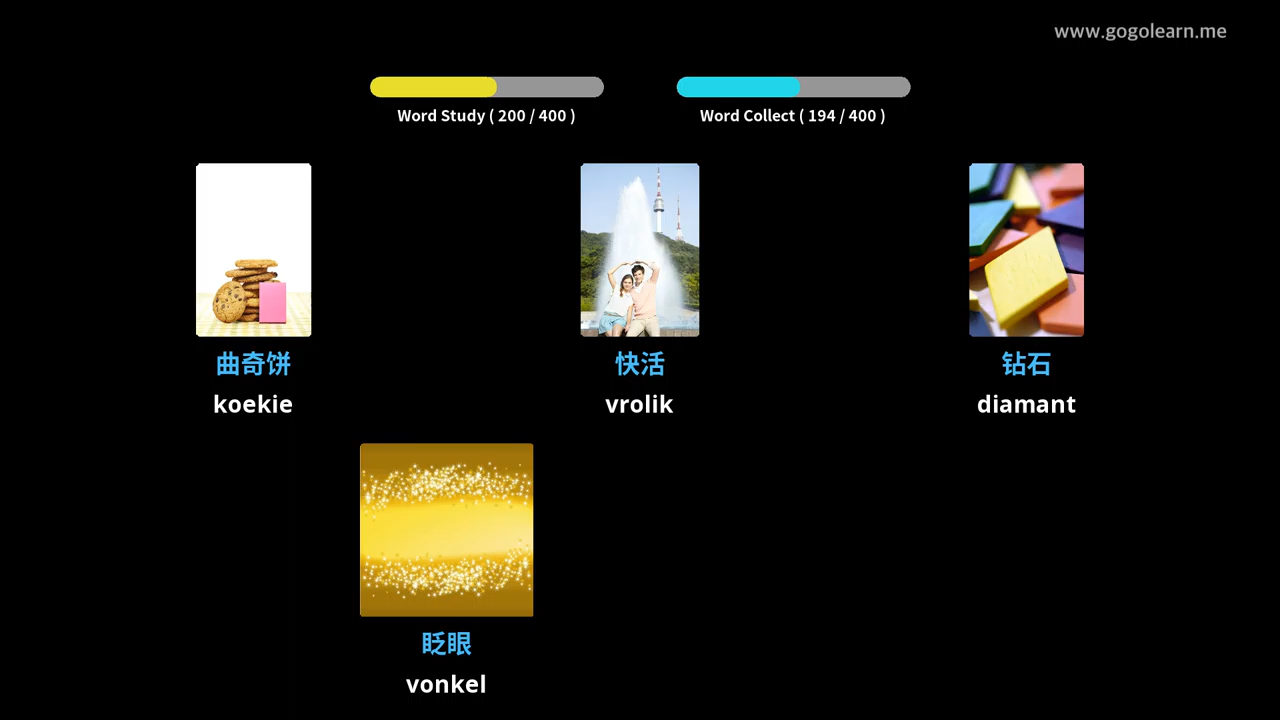 www.gogolearn.me
Word Study ( 200 / 400 )
Word Collect ( 194 / 400 )
曲奇饼
koekie
快活
vrolik
钻石
diamant
眨眼
vonkel